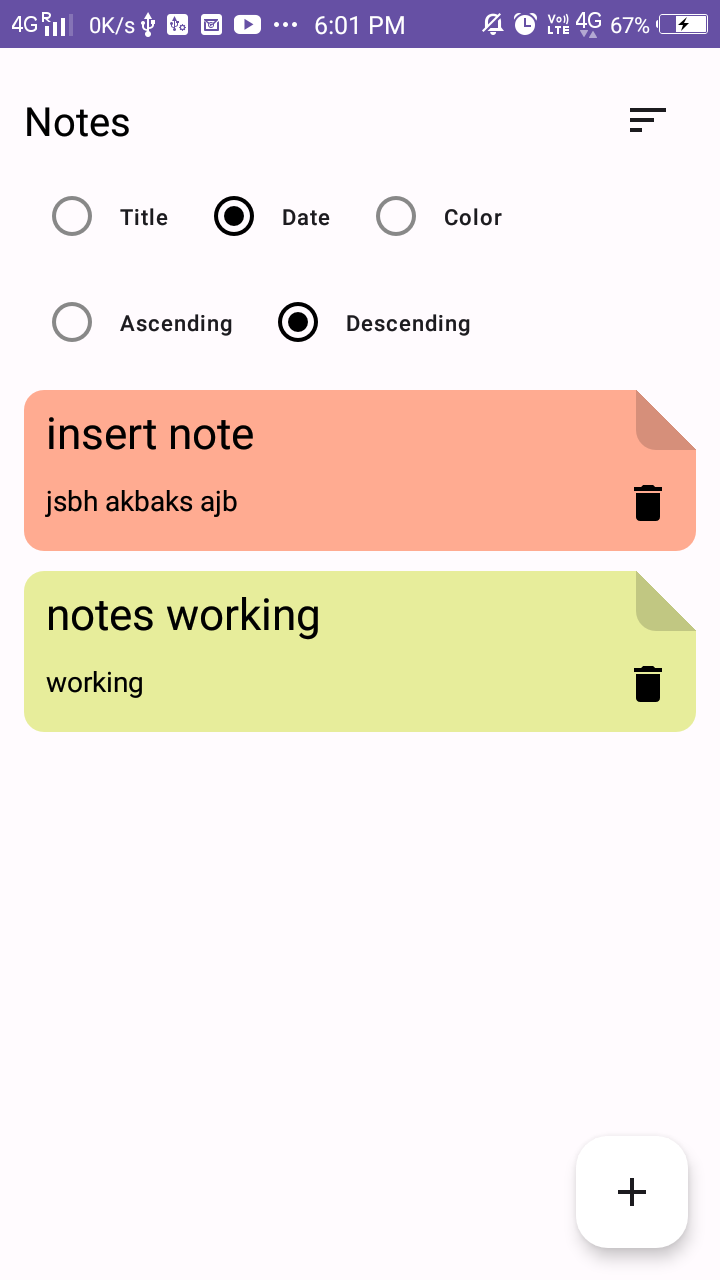 4G R 0K/s 6:01 PM Vo)) LTE 4G 67%
Notes
Title Date Color
Ascending Descending
insert note
jsbh akbaks ajb
notes working
working